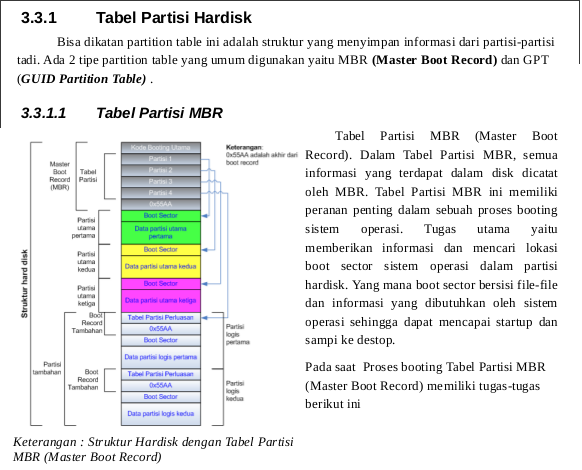 3.3.1 Tabel Partisi Hardisk
Bisa dikatan partition table ini adalah struktur yang menyimpan informasi dari partisi-partisi
tadi. Ada 2 tipe partition table yang umum digunakan yaitu MBR (Master Boot Record) dan GPT
(GUID Partition Table) .
3.3.1.1 Tabel Partisi MBR
Struktur hard disk
Master
Boot
Record
(MBR)
Tabel
Partisi
Kode Booting Utama
Partisi 1
Partisi 2
Partisi 3
Partisi 4
0x55AA
Keterangan:
0x55AA adalah akhir dari
boot record
Partisi
utama
pertama
Boot Sector
Data partisi utama
pertama
Partisi
utama
kedua
Boot Sector
Data partisi utama kedua
Partisi
utama
ketiga
Boot Sector
Data partisi utama ketiga
Partisi
tambahan
Boot
Record
Tambahan
Tabel Partisi Perluasan
0x55AA
Boot Sector
Data partisi logis pertama
Partisi
logis
pertama
Boot
Record
Tambahan
Tabel Partisi Perluasan
0x55AA
Boot Sector
Data partisi logis kedua
Partisi
logis
kedua
Keterangan : Struktur Hardisk dengan Tabel Partisi
MBR (Master Boot Record)
Tabel Partisi MBR (Master Boot
Record). Dalam Tabel Partisi MBR, semua
informasi yang terdapat dalam disk dicatat
oleh MBR. Tabel Partisi MBR ini memiliki
peranan penting dalam sebuah proses booting
sistem operasi. Tugas utama yaitu
memberikan informasi dan mencari lokasi
boot sector sistem operasi dalam partisi
hardisk. Yang mana boot sector bersisi file-file
dan informasi yang dibutuhkan oleh sistem
operasi sehingga dapat mencapai startup dan
sampi ke destop.
Pada saat Proses booting Tabel Partisi MBR
(Master Boot Record) memiliki tugas-tugas
berikut ini